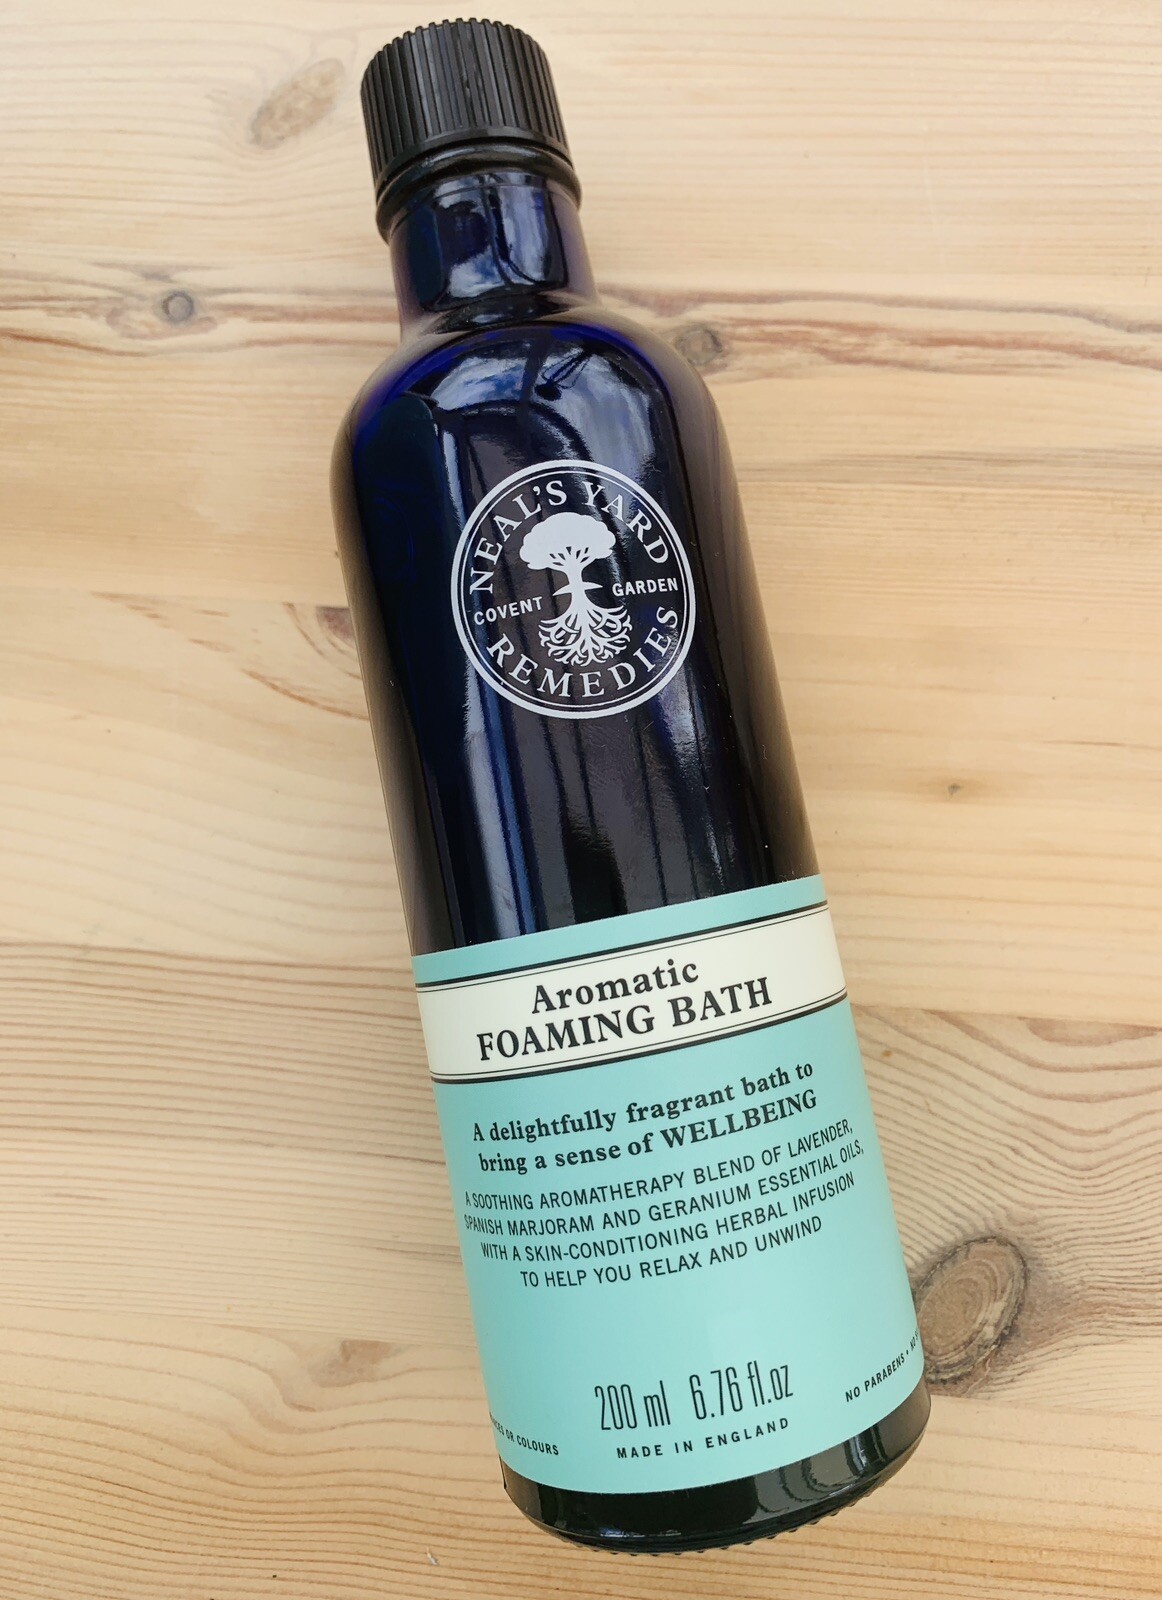 NEAL'S YARD
COVENT GARDEN
REMEDIES
Aromatic
FOAMING BATH
A delightfully fragrant bath to
bring a sense of WELLBEING
A SOOTHING AROMATHERAPY BLEND OF LAVENDER,
SPANISH MARJORAM AND GERANIUM ESSENTIAL OILS,
WITH A SKIN-CONDITIONING HERBAL INFUSION
TO HELP YOU RELAX AND UNWIND
200 ml 6.76 fl.oz
MADE IN ENGLAND
OR COLOURS
NO PARABENS •